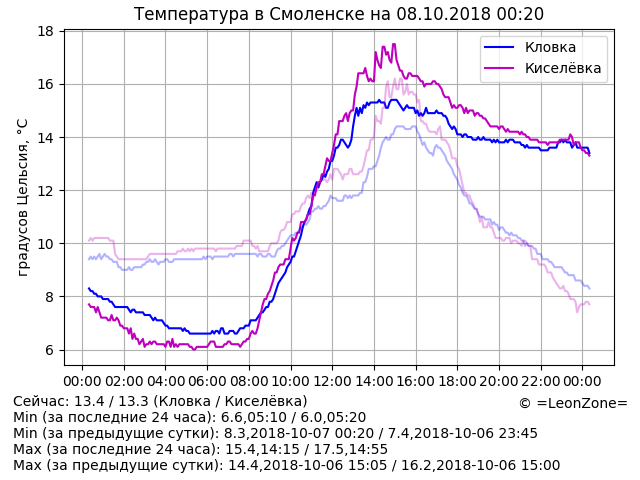 Температура в Смоленске на 08.10.2018 00:20
18
16
14
12
10
8
6
градусов Цельсия, °C
Кловка
Киселёвка
00:00 02:00 04:00 06:00 08:00 10:00 12:00 14:00 16:00 18:00 20:00 22:00 00:00
Сейчас: 13.4 / 13.3 (Кловка / Киселёвка)
© =LeonZone=
Min (за последние 24 часа): 6.6,05:10 / 6.0,05:20
Min (за предыдущие сутки): 8.3,2018-10-07 00:20 / 7.4,2018-10-06 23:45
Max (за последние 24 часа): 15.4,14:15 / 17.5,14:55
Max (за предыдущие сутки): 14.4,2018-10-06 15:05 / 16.2,2018-10-06 15:00